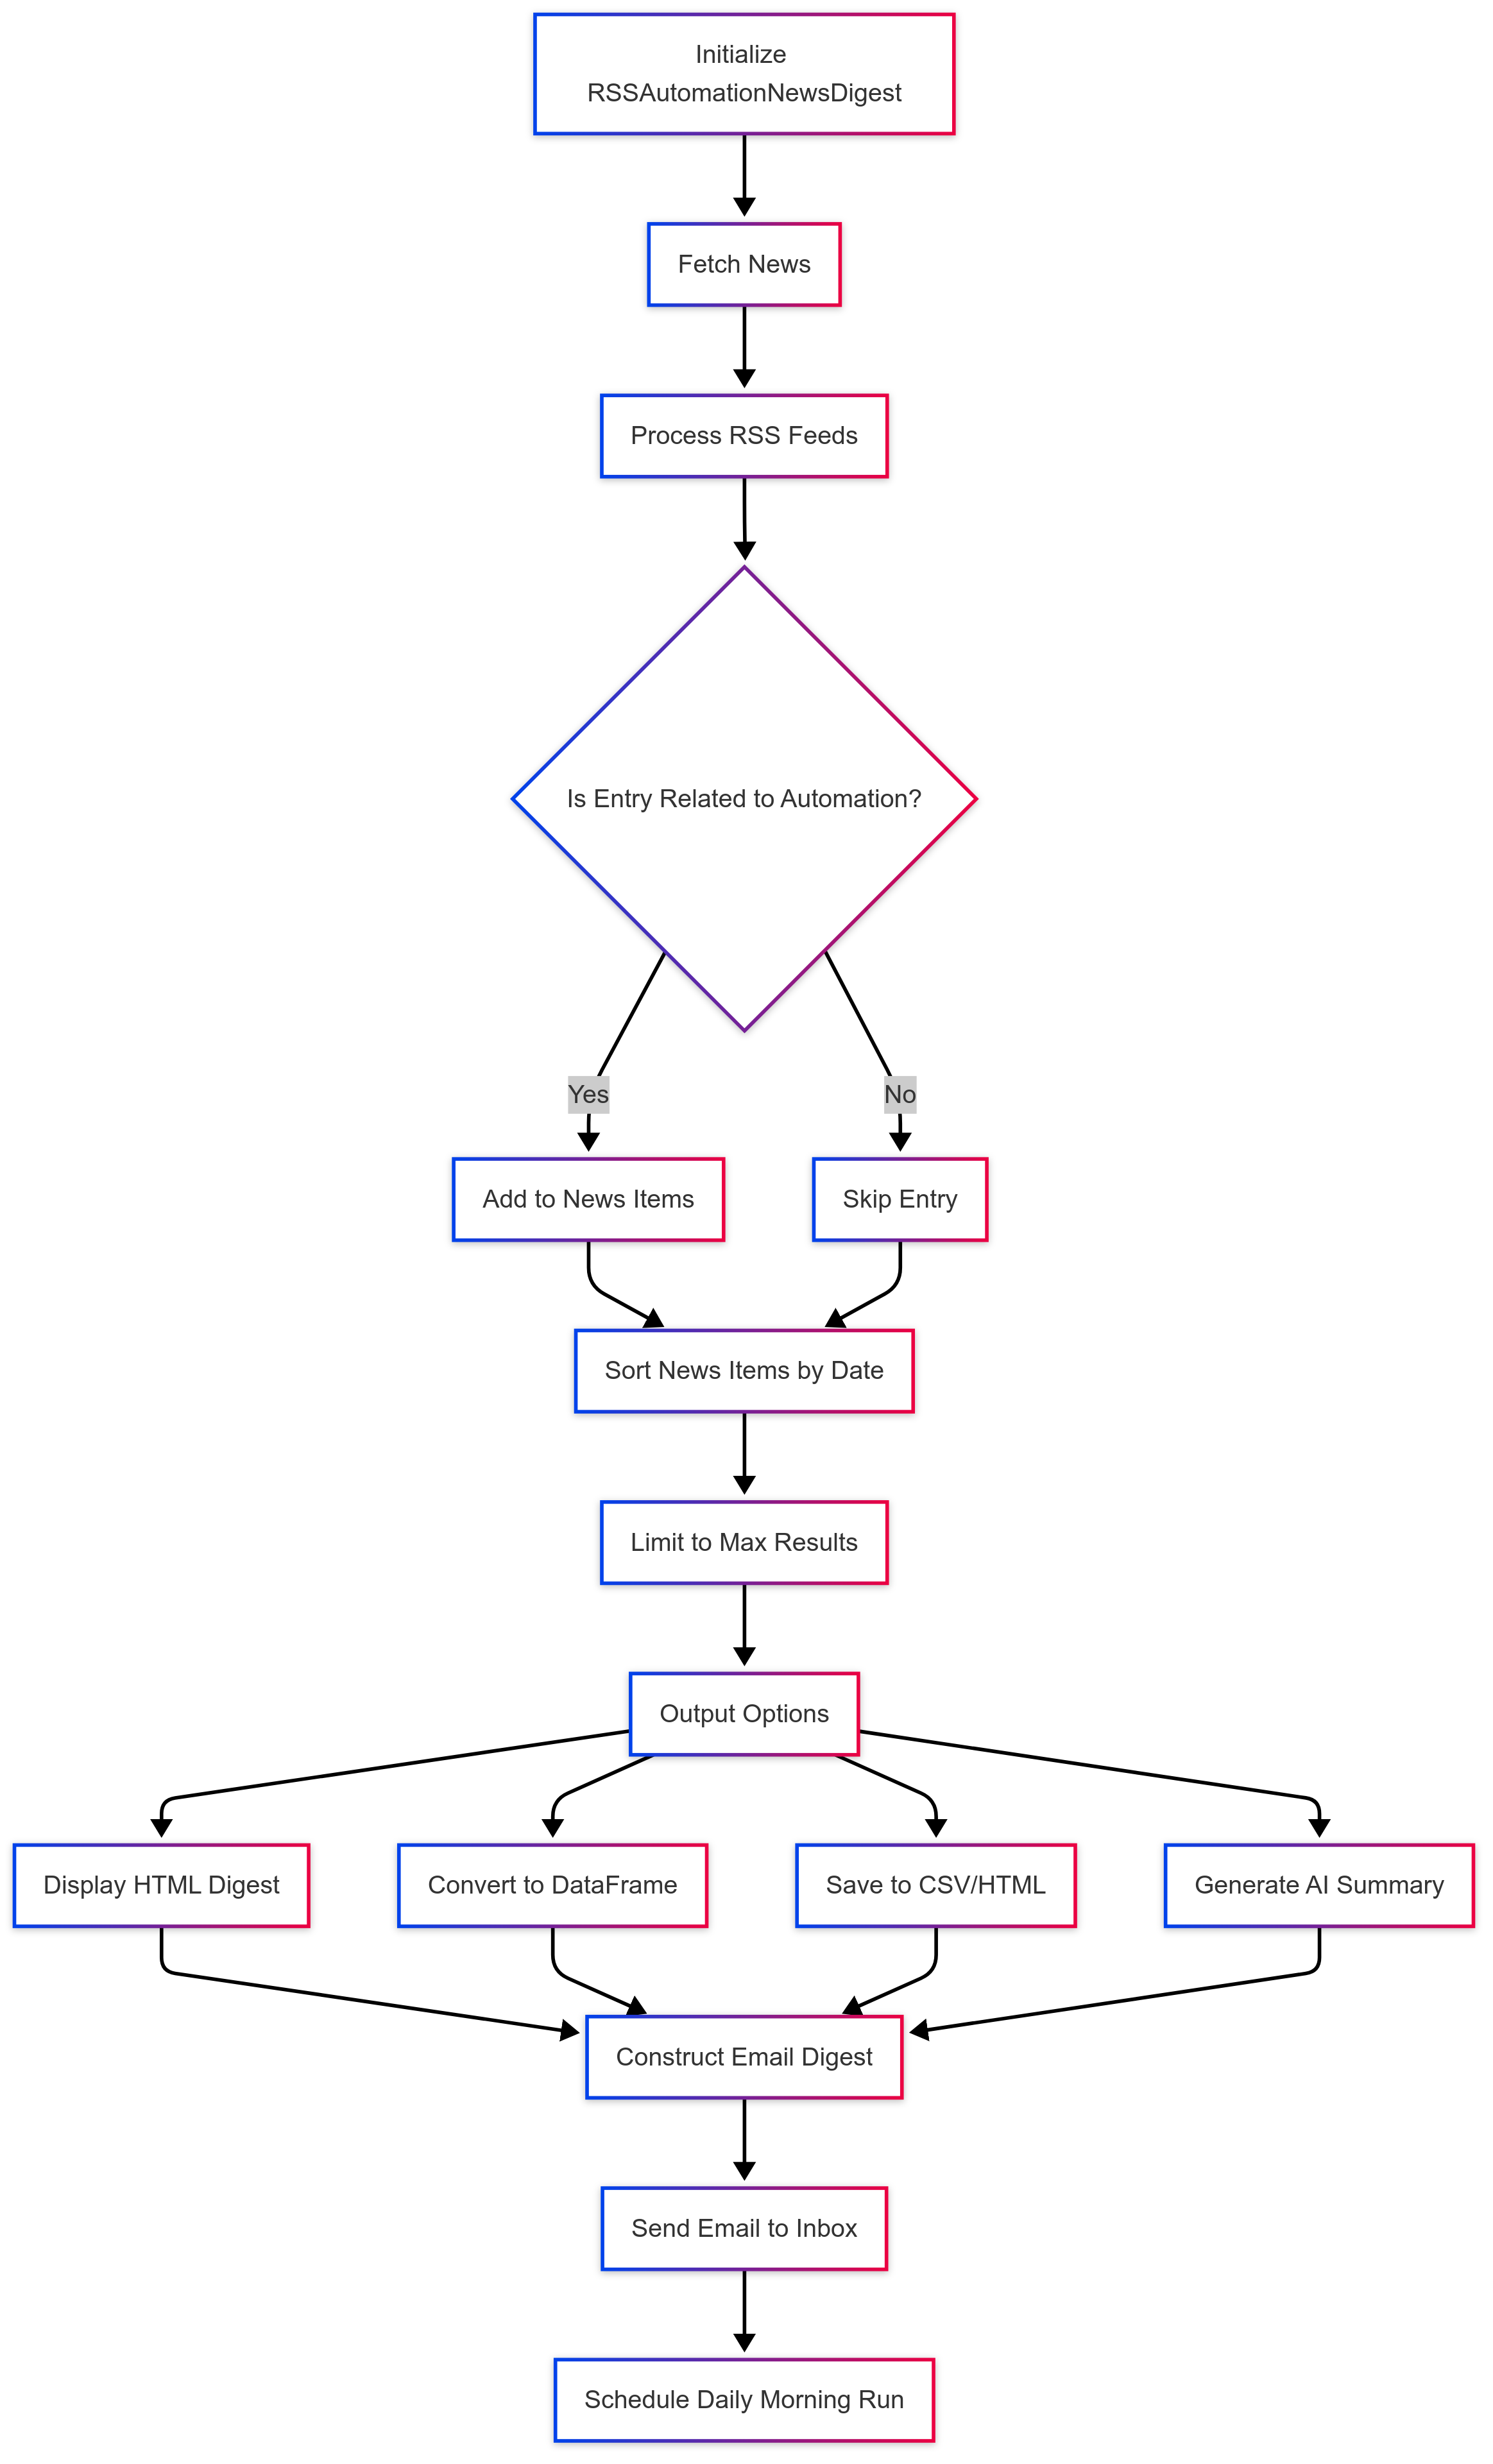 Initialize
RSSAutomationNewsDigest
Fetch News
Process RSS Feeds
Is Entry Related to Automation?
Yes
No
Add to News Items
Skip Entry
Sort News Items by Date
Limit to Max Results
Output Options
Display HTML Digest
Convert to DataFrame
Save to CSV/HTML
Generate AI Summary
Construct Email Digest
Send Email to Inbox
Schedule Daily Morning Run